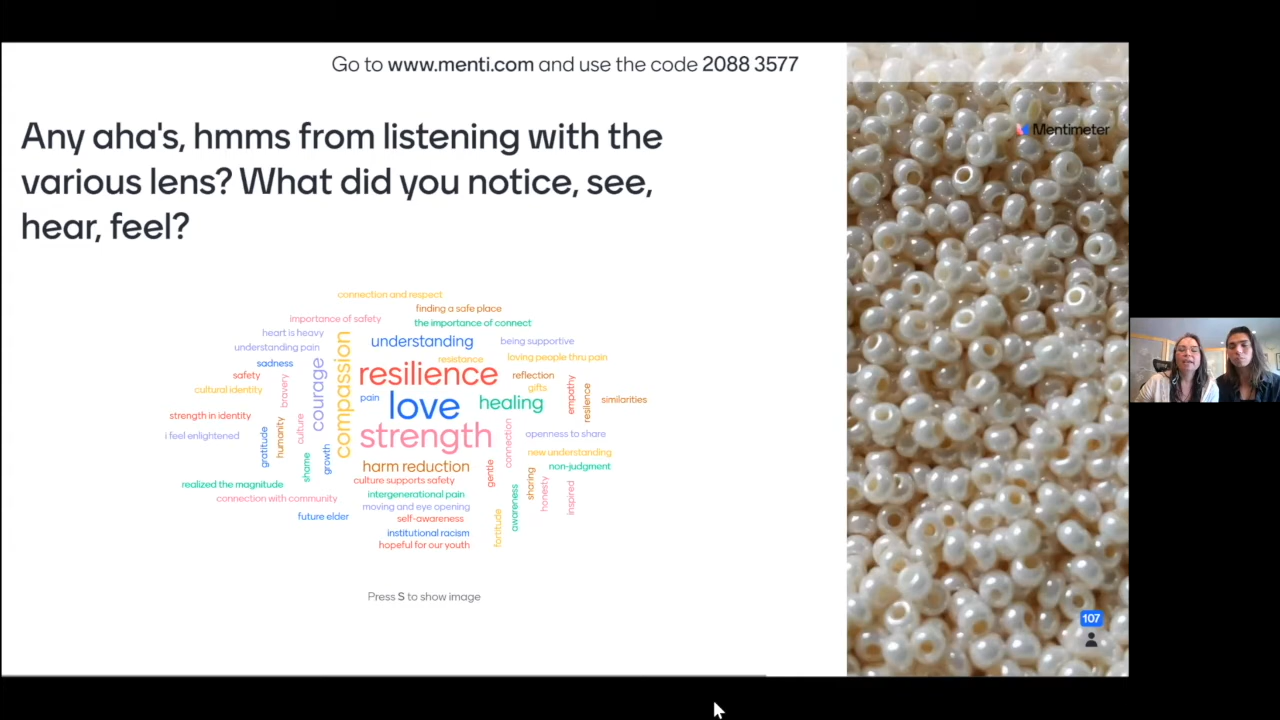 Go to www.menti.com and use the code 2088 3577
Mentimeter
Any aha's, hmms from listening with the
various lens? What did you notice, see,
hear, feel?
connection and respect
finding a safe place
importance of safety
the importance of connect
heart is heavy
understanding
being supportive
understanding pain
resistance
loving people thru pain
sadness
compassion
courage
resilience
reflection
safety
bravery
gifts
empathy
resilence
cultural identity
pain
love
healing
similarities
strength in identity
culture
i feel enlightened
gratitude
humanity
strength
connection
openness to share
shame
growth
harm reduction
new understanding
non-judgment
gentle
sharing
honesty
inspired
realized the magnitude
culture supports safety
connection with community
intergenerational pain
awareness
moving and eye opening
future elder
self-awareness
fortitude
institutional racism
hopeful for our youth
Press S to show image
107